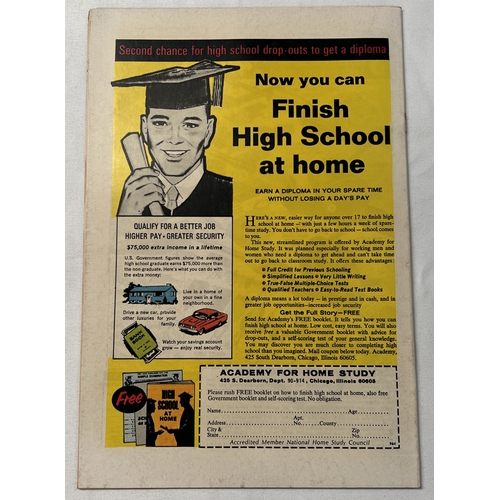 Second chance for high school drop-outs to get a diploma
Now you can
Finish
High School
at home
EARN A DIPLOMA IN YOUR SPARE TIME
WITHOUT LOSING A DAY'S PAY
QUALIFY FOR A BETTER JOB
HIGHER PAY • GREATER SECURITY
$75,000 extra income in a lifetime
U.S. Government figures show the average
high school graduate earns $75,000 more than
the non-graduate. Here's what you can do with
the extra money:
Live in a home of
your own in a fine
neighborhood.
Drive a new car, provide
other luxuries for your
family.
Watch your savings account
grow — enjoy real security.
HERE'S A NEW, easier way for anyone over 17 to finish high
school at home — with just a few hours a week of spare-
time study. You don't have to go back to school — school
comes to you.
This new, streamlined program is offered by Academy for
Home Study. It was planned especially for working men and
women who need a diploma to get ahead and can't take time
out to go back to classroom study. It offers these advantages:
• Full Credit for Previous Schooling
• Simplified Lessons • Very Little Writing
• True-False Multiple-Choice Tests
• Qualified Teachers • Easy-to-Read Text Books
A diploma means a lot today — in prestige and in cash, and in
greater job opportunities—increased job security
Get the Full Story—FREE
Send for Academy's FREE booklet. It tells you how you can
finish high school at home. Low cost, easy terms. You will also
receive free a valuable Government booklet with advice for
drop-outs, and a self-scoring test of your general knowledge.
You may discover you are much closer to completing high
school than you imagined. Mail coupon below today. Academy,
425 South Dearborn, Chicago, Illinois 60605.
Free
HIGH
SCHOOL
AT
HOME
ACADEMY FOR HOME STUDY
425 S. Dearborn, Dept. 90-914, Chicago, Illinois 60605
Please rush FREE booklet on how to finish high school at home, also free
Government booklet and self-scoring test. No obligation.
Name Age
Apt.
Address No. County
City & Zip
State No.
Accredited Member National Home Study Council